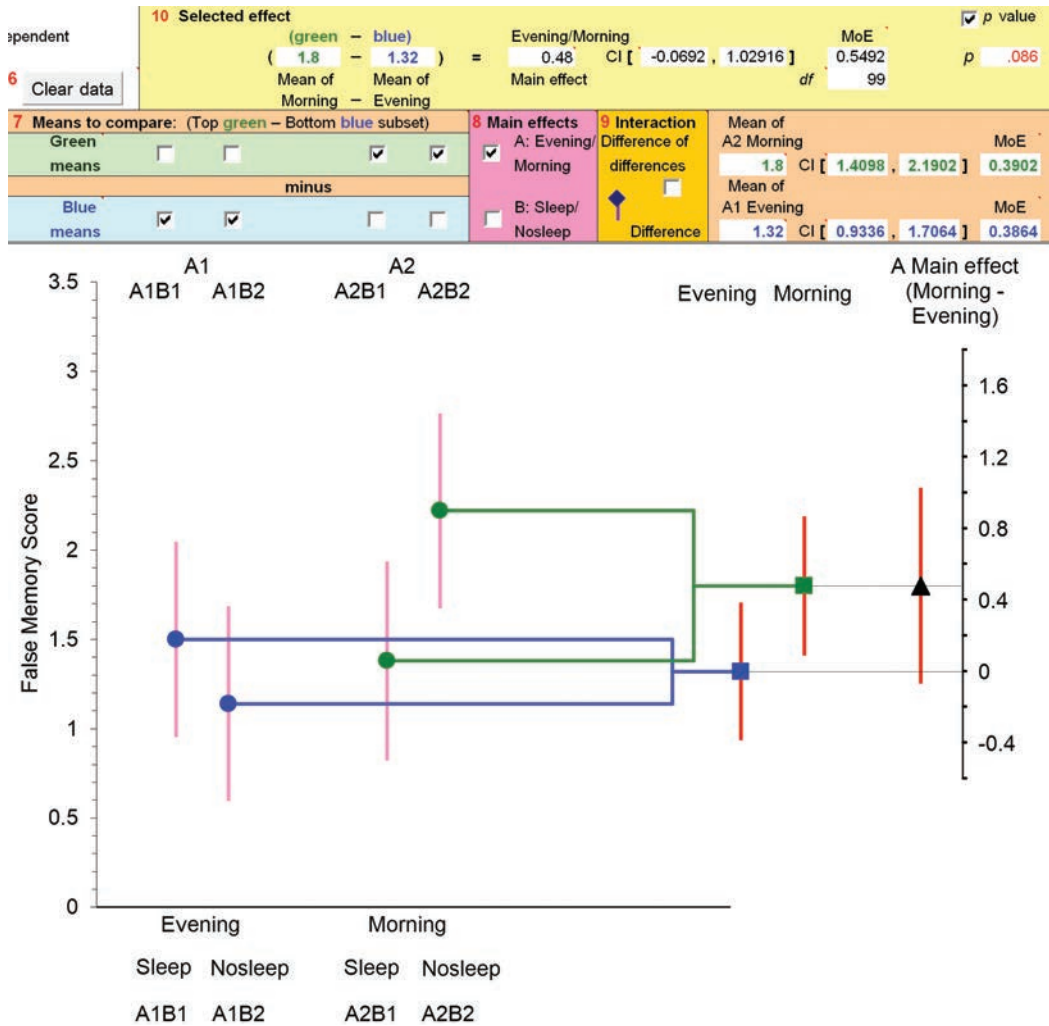 10 Selected effect p value
ependent (green – blue) Evening/Morning MoE
( 1.8 – 1.32 ) = 0.48 CI [ -0.0692 , 1.02916 ] 0.5492 p .086
6 Clear data Mean of Mean of Main effect df 99
Morning – Evening
7 Means to compare: (Top green – Bottom blue subset) 8 Main effects 9 Interaction Mean of
Green A: Evening/ Difference of A2 Morning MoE
means Morning differences 1.8 CI [ 1.4098 , 2.1902 ] 0.3902
minus Mean of
Blue B: Sleep/ A1 Evening MoE
means Nosleep Difference 1.32 CI [ 0.9336 , 1.7064 ] 0.3864
A1 A2 A Main effect
A1B1 A1B2 A2B1 A2B2 Evening Morning (Morning -
Evening)
3.5
3
2.5
2
1.5
1
0.5
0
False Memory Score
1.6
1.2
0.8
0.4
0
-0.4
Evening Morning
Sleep Nosleep Sleep Nosleep
A1B1 A1B2 A2B1 A2B2